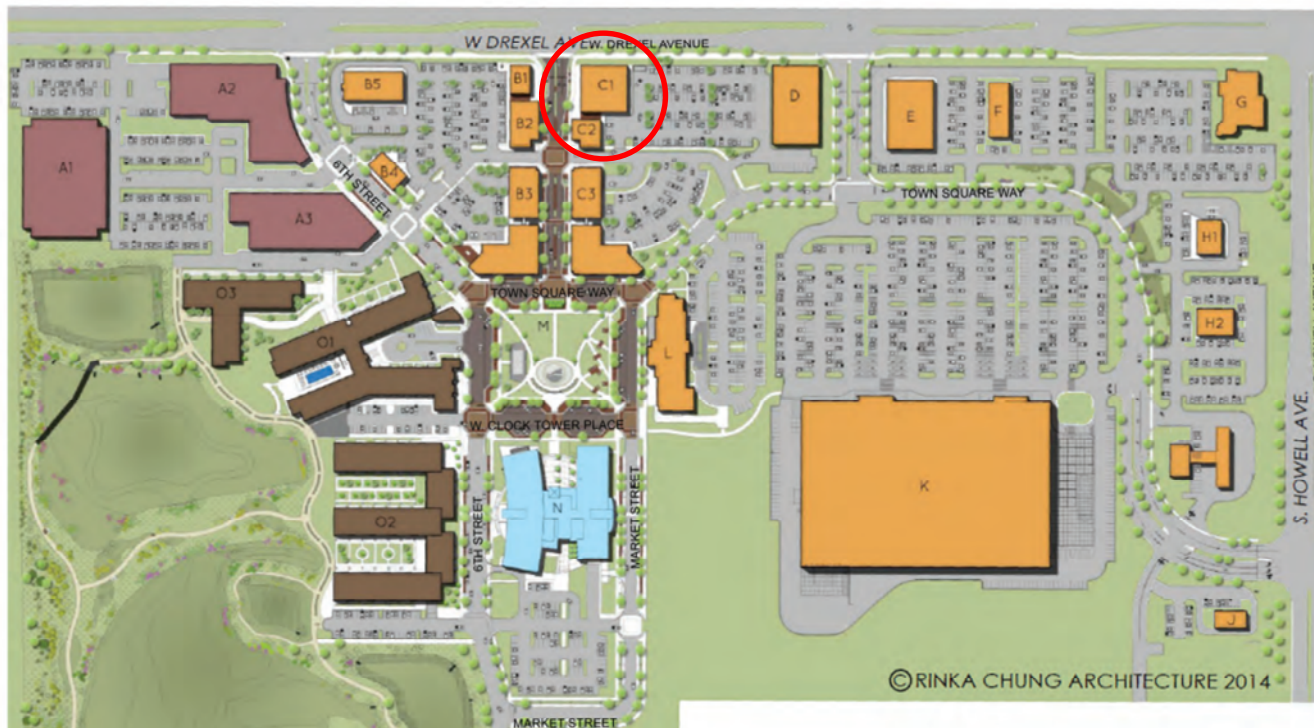 W DREXEL AVE
W. DREXEL AVENUE
A2
B5
B1
C1
D
E
F
G
B2
C2
A1
B4
6TH STREET
B3
C3
TOWN SQUARE WAY
A3
H1
O3
TOWN SQUARE WAY
M
H2
O1
L
W. CLOCK TOWER PLACE
K
S. HOWELL AVE.
O2
N
6TH STREET
MARKET STREET
J
©RINKA CHUNG ARCHITECTURE 2014
MARKET STREET